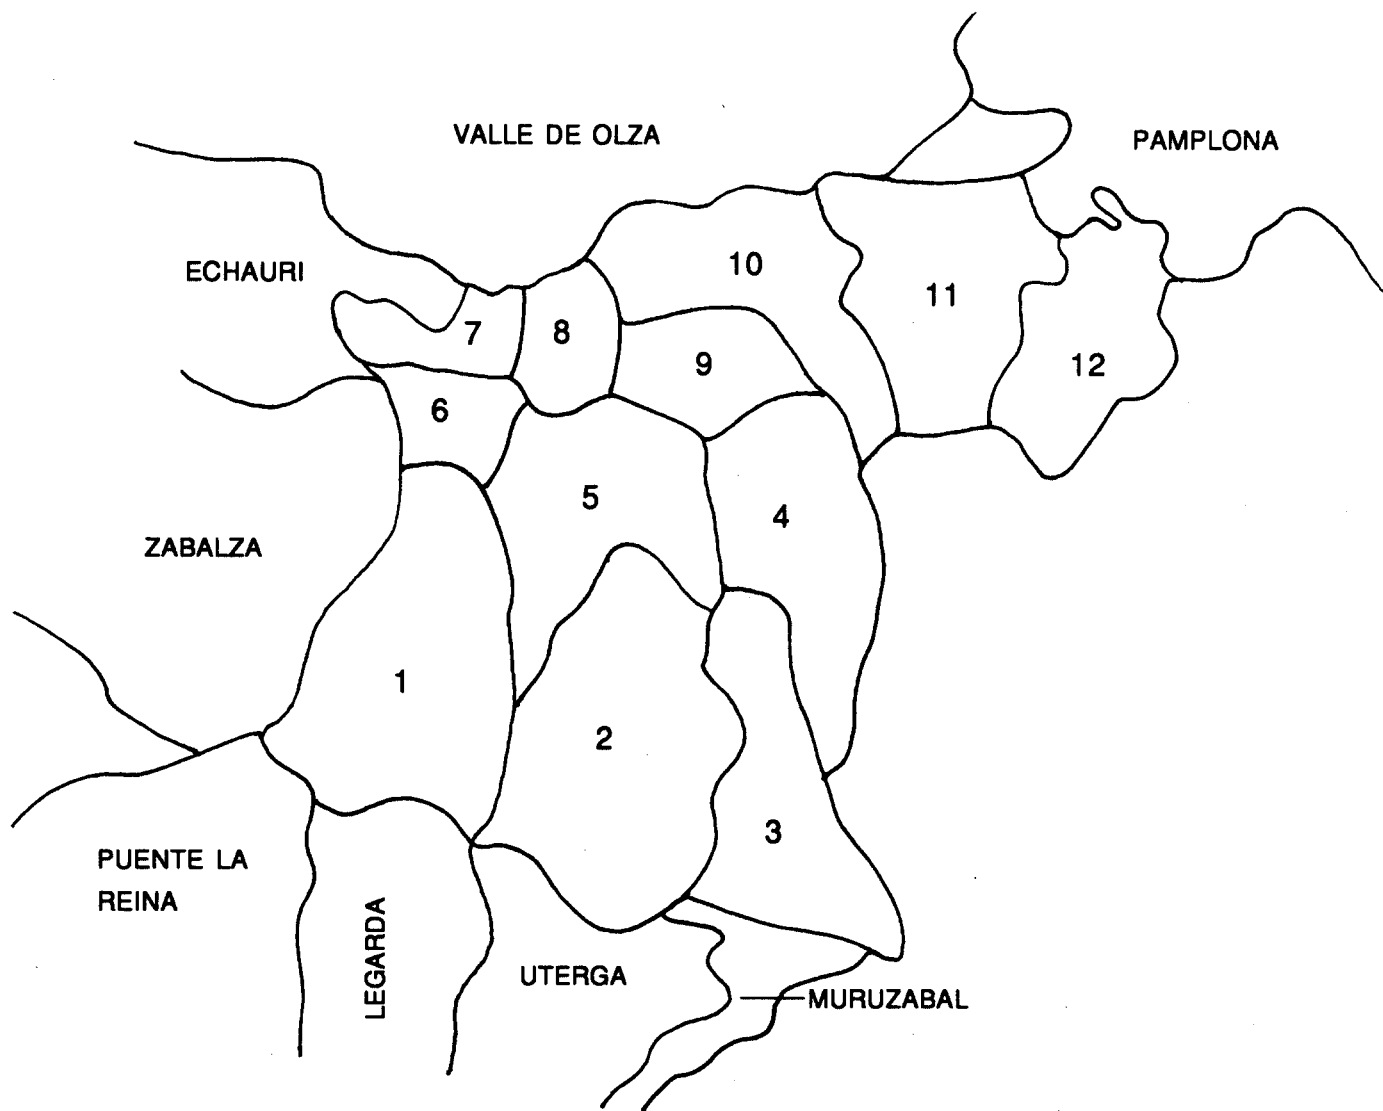 VALLE DE OLZA
PAMPLONA
ECHAURI
10
11
7
8
9
12
6
5
4
ZABALZA
1
2
3
PUENTE LA
REINA
LEGARDA
UTERGA
MURUZABAL